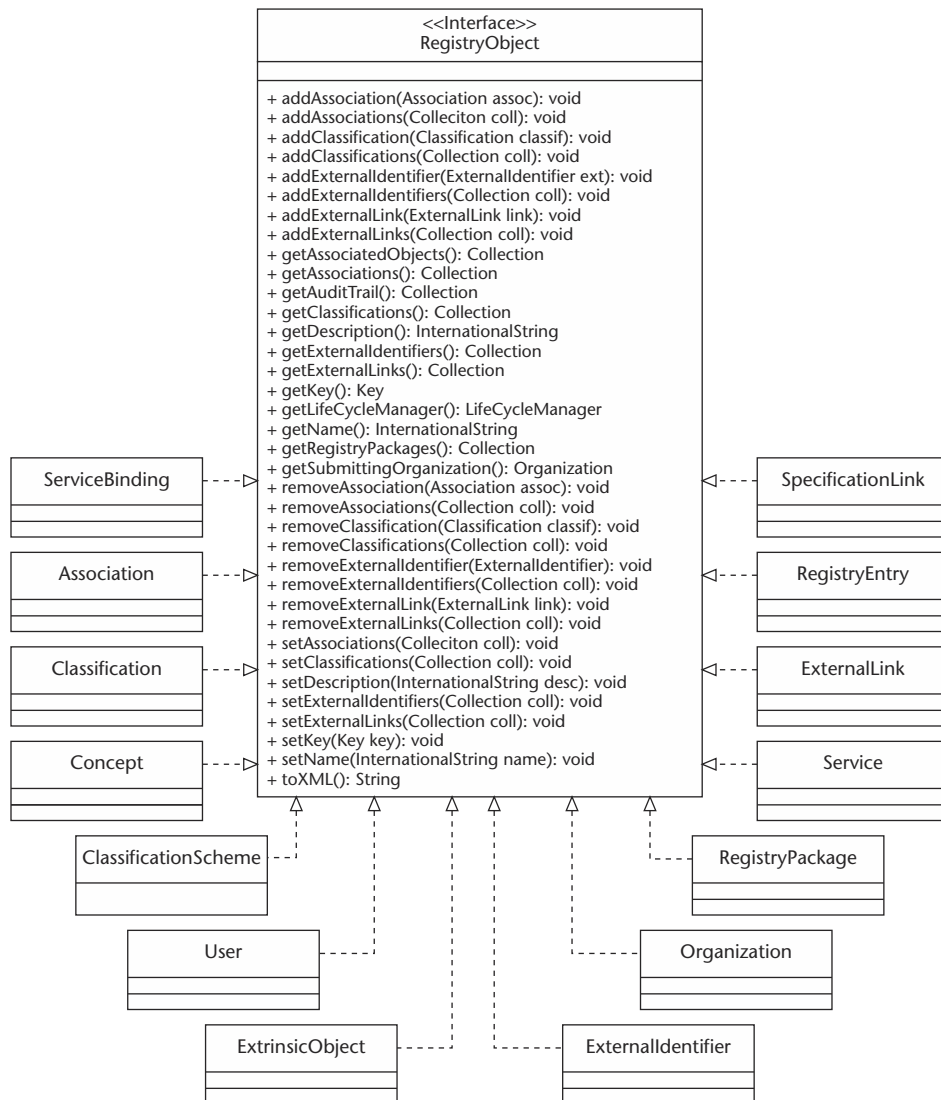 <<Interface>>
RegistryObject
+ addAssociation(Association assoc): void
+ addAssociations(Colleciton coll): void
+ addClassification(Classification classif): void
+ addClassifications(Collection coll): void
+ addExternalIdentifier(ExternalIdentifier ext): void
+ addExternalIdentifiers(Collection coll): void
+ addExternalLink(ExternalLink link): void
+ addExternalLinks(Collection coll): void
+ getAssociatedObjects(): Collection
+ getAssociations(): Collection
+ getAuditTrail(): Collection
+ getClassifications(): Collection
+ getDescription(): InternationalString
+ getExternalIdentifiers(): Collection
+ getExternalLinks(): Collection
+ getKey(): Key
+ getLifeCycleManager(): LifeCycleManager
+ getName(): InternationalString
+ getRegistryPackages(): Collection
+ getSubmittingOrganization(): Organization
+ removeAssociation(Association assoc): void
+ removeAssociations(Collection coll): void
+ removeClassification(Classification classif): void
+ removeClassifications(Collection coll): void
+ removeExternalIdentifier(ExternalIdentifier): void
+ removeExternalIdentifiers(Collection coll): void
+ removeExternalLink(ExternalLink link): void
+ removeExternalLinks(Collection coll): void
+ setAssociations(Colleciton coll): void
+ setClassifications(Collection coll): void
+ setDescription(InternationalString desc): void
+ setExternalIdentifiers(Collection coll): void
+ setExternalLinks(Collection coll): void
+ setKey(Key key): void
+ setName(InternationalString name): void
+ toXML(): String
ServiceBinding
SpecificationLink
Association
RegistryEntry
Classification
ExternalLink
Concept
Service
ClassificationScheme
RegistryPackage
User
Organization
ExtrinsicObject
ExternalIdentifier